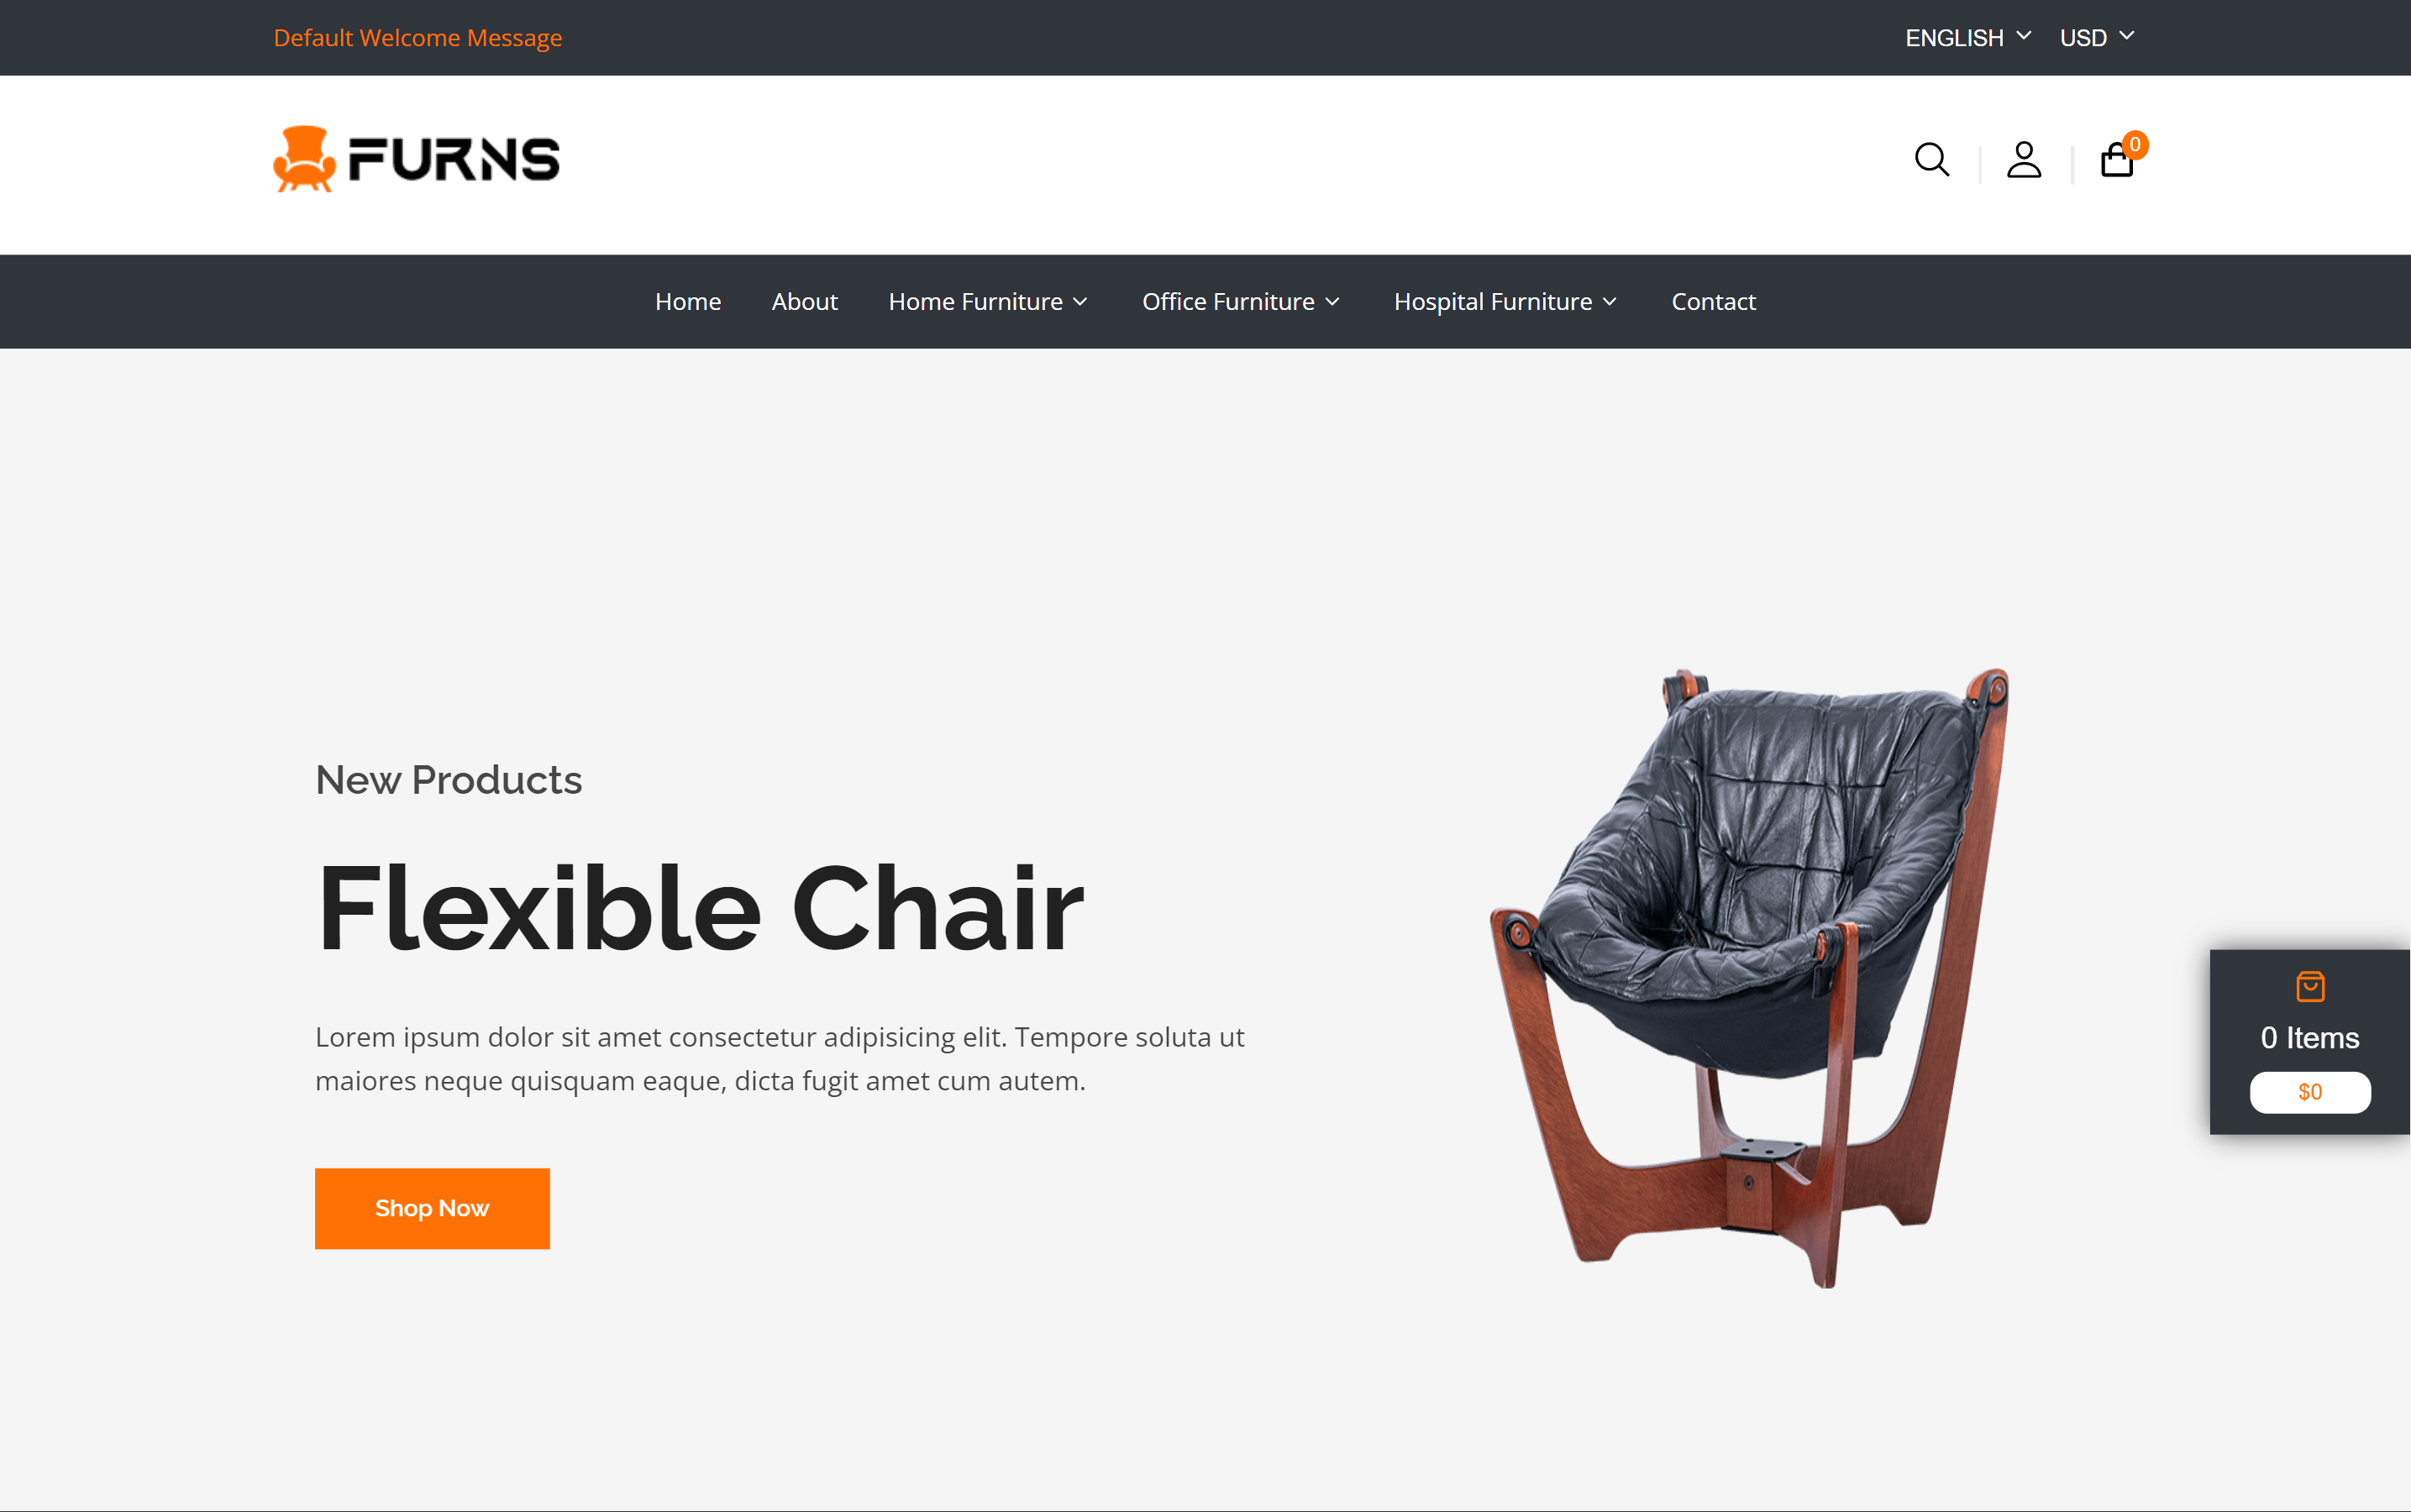 Default Welcome Message
ENGLISH USD
FURNS
0
Home About Home Furniture Office Furniture Hospital Furniture Contact
New Products
Flexible Chair
Lorem ipsum dolor sit amet consectetur adipisicing elit. Tempore soluta ut
maiores neque quisquam eaque, dicta fugit amet cum autem.
Shop Now
0 Items
$0